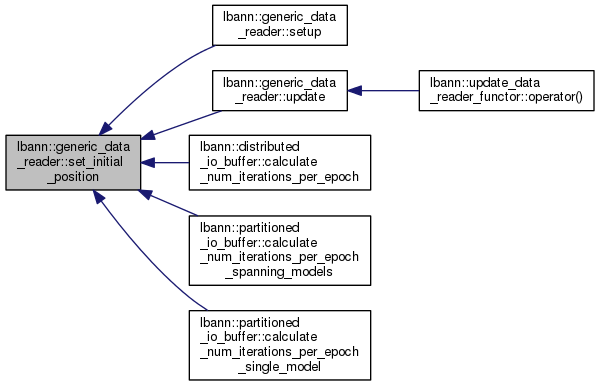 lbann::generic_data
_reader::setup
lbann::generic_data
_reader::update
lbann::update_data
_reader_functor::operator()
lbann::generic_data
_reader::set_initial
_position
lbann::distributed
_io_buffer::calculate
_num_iterations_per_epoch
lbann::partitioned
_io_buffer::calculate
_num_iterations_per_epoch
_spanning_models
lbann::partitioned
_io_buffer::calculate
_num_iterations_per_epoch
_single_model